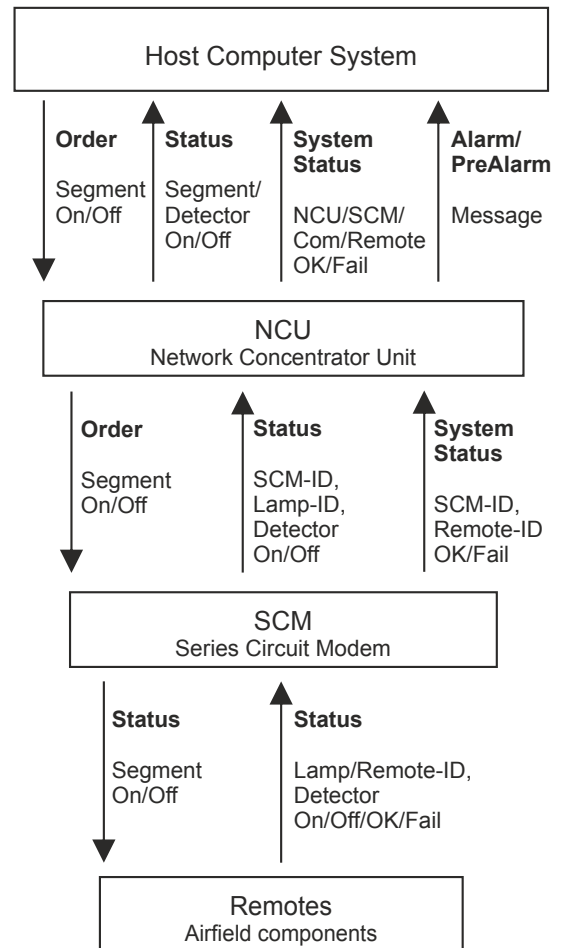 Host Computer System
Order
Segment
On/Off
Status
Segment/
Detector
On/Off
System
Status
NCU/SCM/
Com/Remote
OK/Fail
Alarm/
PreAlarm
Message
NCU
Network Concentrator Unit
Order
Segment
On/Off
Status
SCM-ID,
Lamp-ID,
Detector
On/Off
System
Status
SCM-ID,
Remote-ID
OK/Fail
SCM
Series Circuit Modem
Status
Segment
On/Off
Status
Lamp/Remote-ID,
Detector
On/Off/OK/Fail
Remotes
Airfield components